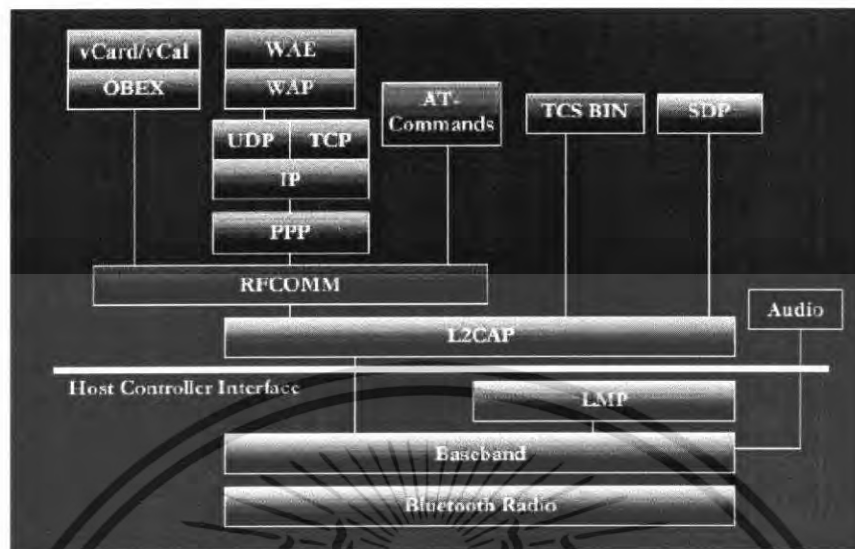 vCard/vCal
OBEX
WAE
WAP
AT-
Commands
TCS BIN
SDP
UDP
TCP
IP
PPP
RFCOMM
Audio
L2CAP
Host Controller Interface
LMP
Baseband
Bluetooth Radio